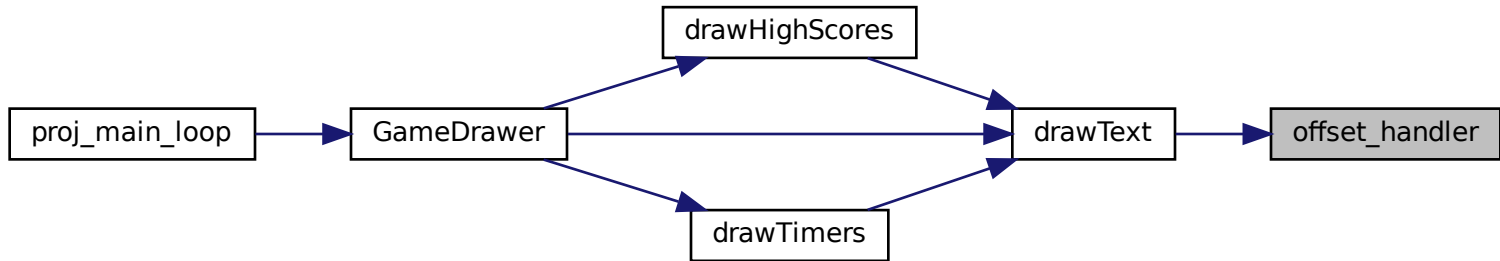 drawHighScores
proj_main_loop
GameDrawer
drawText
offset_handler
drawTimers